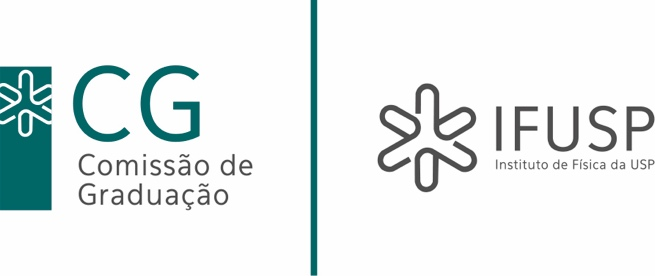 CG
Comissão de
Graduação
IFUSP
Instituto de Física da USP